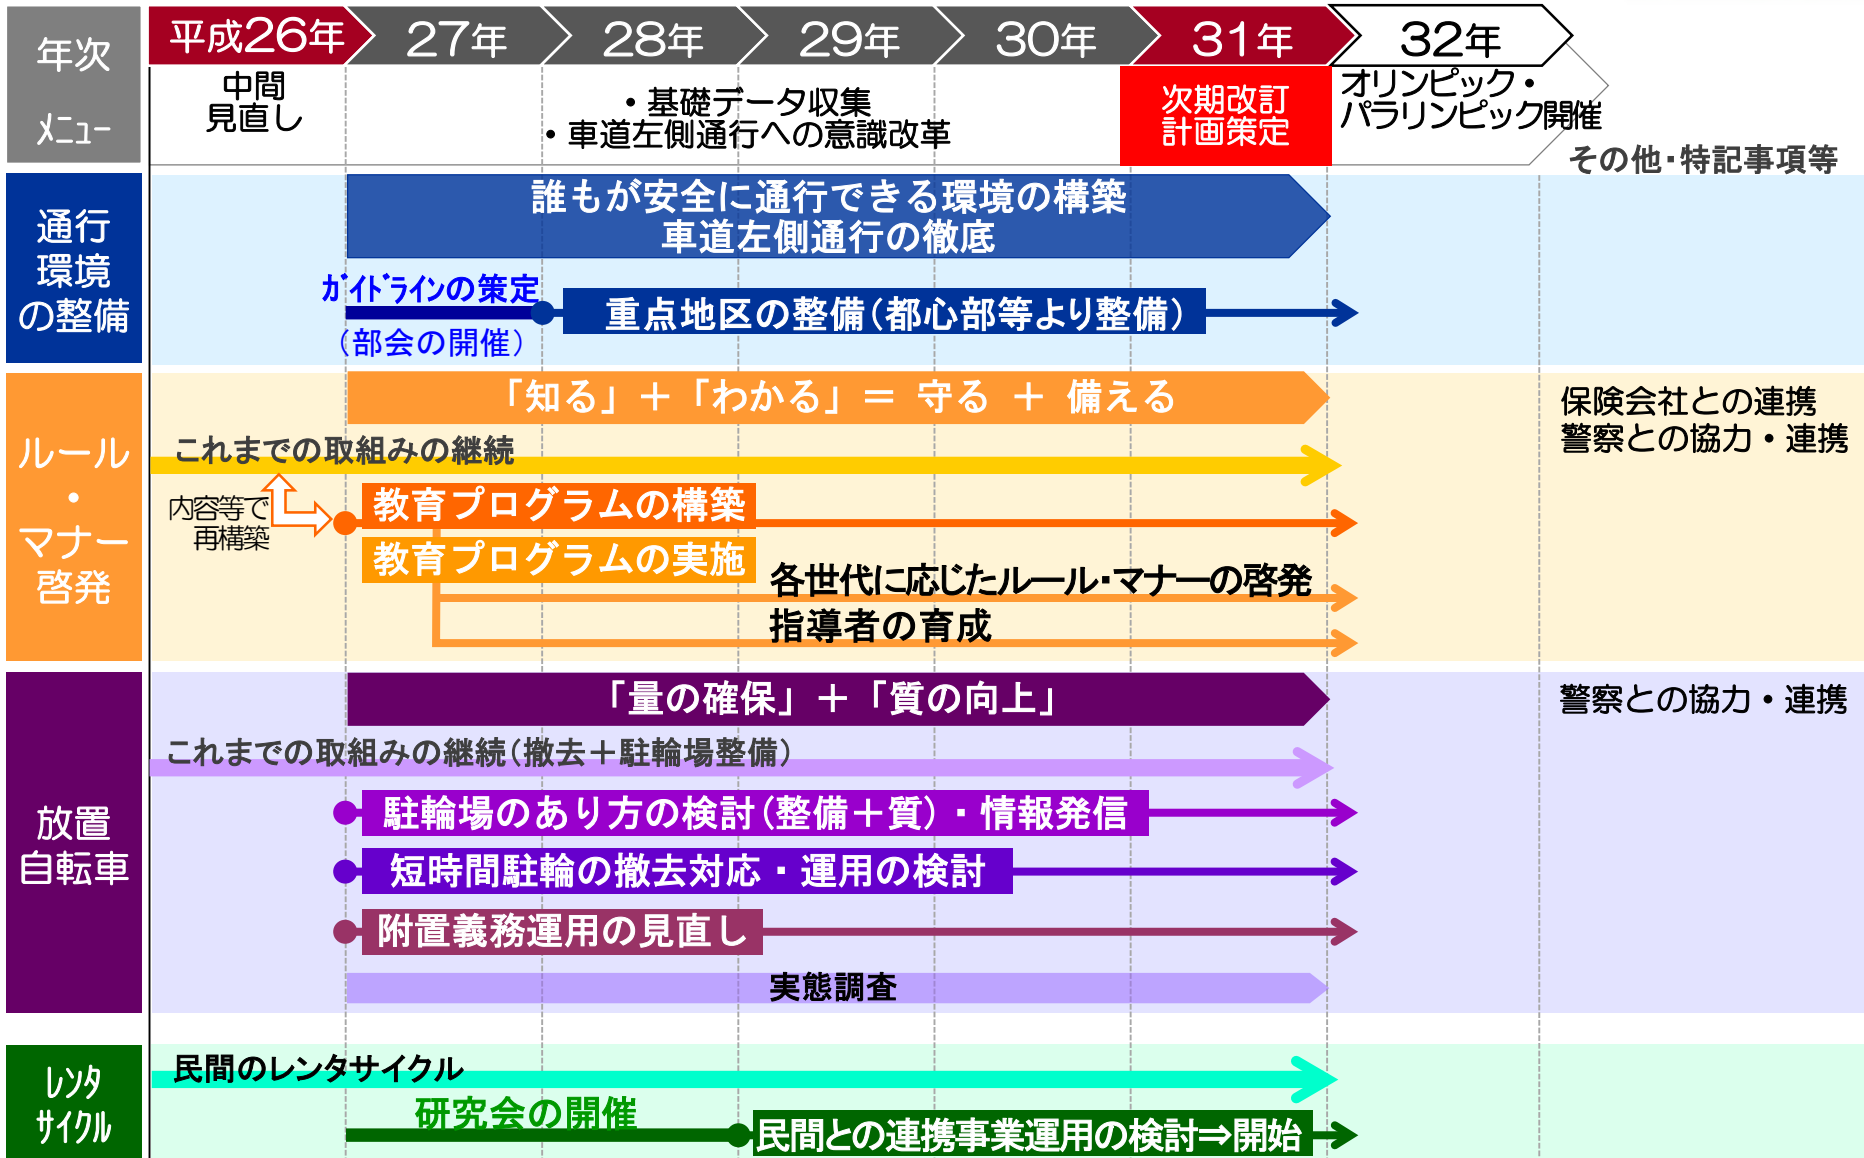 年次
メニュー
平成26年
27年
28年
29年
30年
31年
32年
中間
見直し
・基礎データ収集
・車道左側通行への意識改革
次期改訂
計画策定
オリンピック・
パラリンピック開催
その他・特記事項等
通行
環境
の整備
誰もが安全に通行できる環境の構築
車道左側通行の徹底
ｶﾞｲﾄﾞﾗｲﾝの策定
（部会の開催）
重点地区の整備（都心部等より整備）
ルール
・
マナー
啓発
「知る」＋「わかる」＝ 守る ＋ 備える
保険会社との連携
警察との協力・連携
これまでの取組みの継続
内容等で
再構築
教育プログラムの構築
教育プログラムの実施
各世代に応じたルール・マナーの啓発
指導者の育成
放置
自転車
「量の確保」＋「質の向上」
警察との協力・連携
これまでの取組みの継続（撤去＋駐輪場整備）
駐輪場のあり方の検討（整備＋質）・情報発信
短時間駐輪の撤去対応・運用の検討
附置義務運用の見直し
実態調査
ﾚﾝﾀ
ｻｲｸﾙ
民間のレンタサイクル
研究会の開催
民間との連携事業運用の検討⇒開始